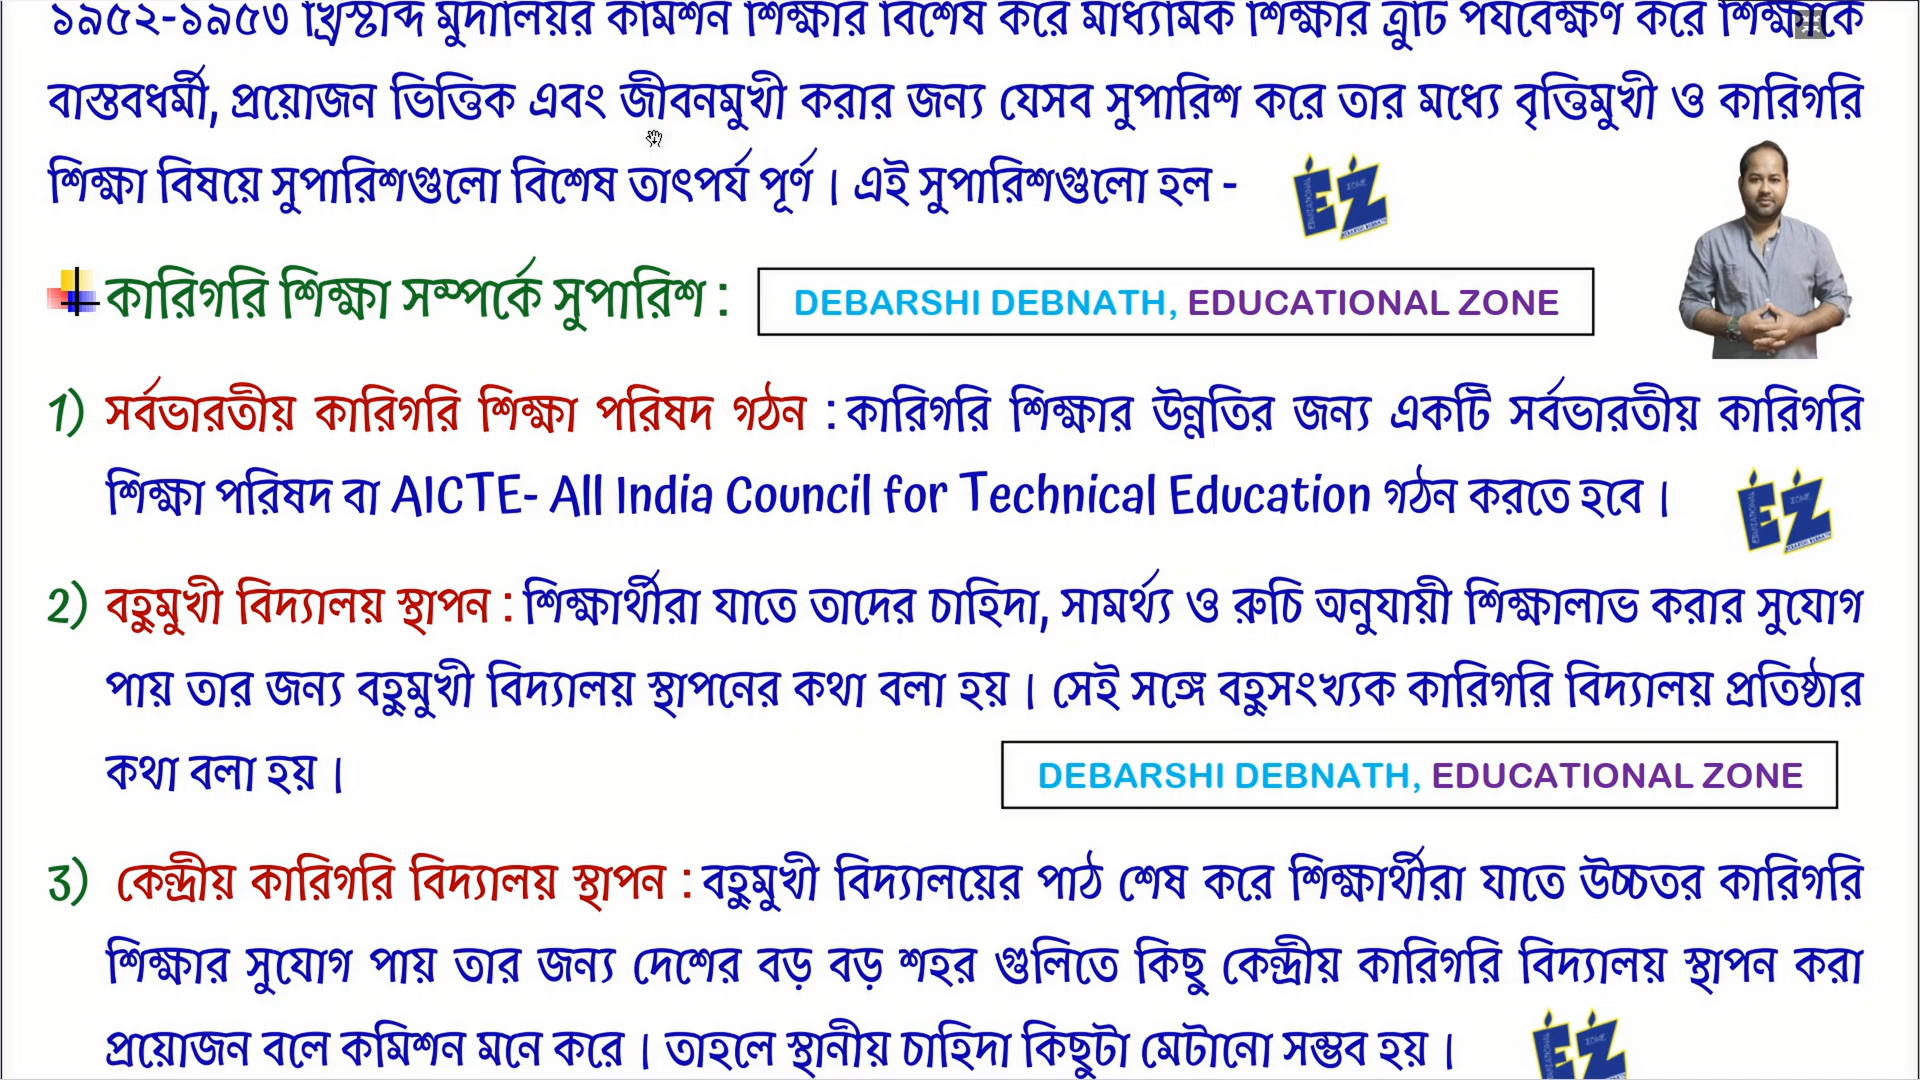 ১৯৫২-১৯৫৩ খ্রিস্টাব্দ মুদালিয়র কমিশন শিক্ষার বিশেষ করে মাধ্যমিক শিক্ষার ত্রুটি পর্যবেক্ষণ করে শিক্ষাকে
বাস্তবধর্মী, প্রয়োজন ভিত্তিক এবং জীবনমুখী করার জন্য যেসব সুপারিশ করে তার মধ্যে বৃত্তিমুখী ও কারিগরি
শিক্ষা বিষয়ে সুপারিশগুলো বিশেষ তাৎপর্য পূর্ণ । এই সুপারিশগুলো হল -
EZ
কারিগরি শিক্ষা সম্পর্কে সুপারিশ :
DEBARSHI DEBNATH, EDUCATIONAL ZONE
1) সর্বভারতীয় কারিগরি শিক্ষা পরিষদ গঠন : কারিগরি শিক্ষার উন্নতির জন্য একটি সর্বভারতীয় কারিগরি
শিক্ষা পরিষদ বা AICTE- All India Council for Technical Education গঠন করতে হবে ।
EZ
2) বহুমুখী বিদ্যালয় স্থাপন : শিক্ষার্থীরা যাতে তাদের চাহিদা, সামর্থ্য ও রুচি অনুযায়ী শিক্ষালাভ করার সুযোগ
পায় তার জন্য বহুমুখী বিদ্যালয় স্থাপনের কথা বলা হয় । সেই সঙ্গে বহুসংখ্যক কারিগরি বিদ্যালয় প্রতিষ্ঠার
কথা বলা হয় ।
DEBARSHI DEBNATH, EDUCATIONAL ZONE
3) কেন্দ্রীয় কারিগরি বিদ্যালয় স্থাপন : বহুমুখী বিদ্যালয়ের পাঠ শেষ করে শিক্ষার্থীরা যাতে উচ্চতর কারিগরি
শিক্ষার সুযোগ পায় তার জন্য দেশের বড় বড় শহর গুলিতে কিছু কেন্দ্রীয় কারিগরি বিদ্যালয় স্থাপন করা
প্রয়োজন বলে কমিশন মনে করে । তাহলে স্থানীয় চাহিদা কিছুটা মেটানো সম্ভব হয় ।
EZ